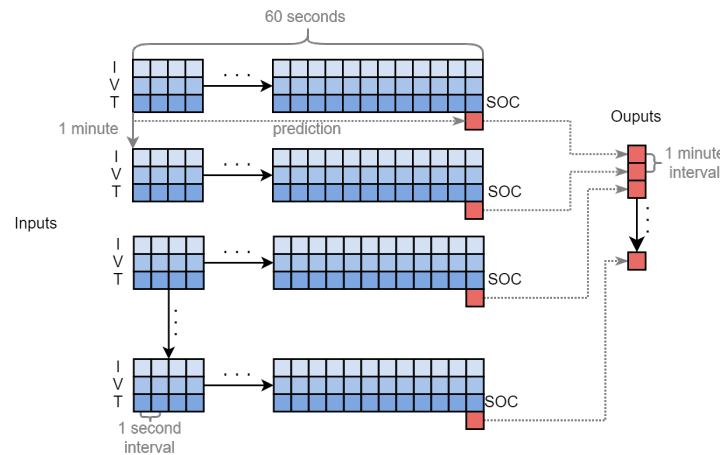 60 seconds
I
V
T
SOC
1 minute
prediction
Ouputs
1 minute
interval
I
V
T
SOC
Inputs
I
V
T
SOC
I
V
T
SOC
1 second
interval